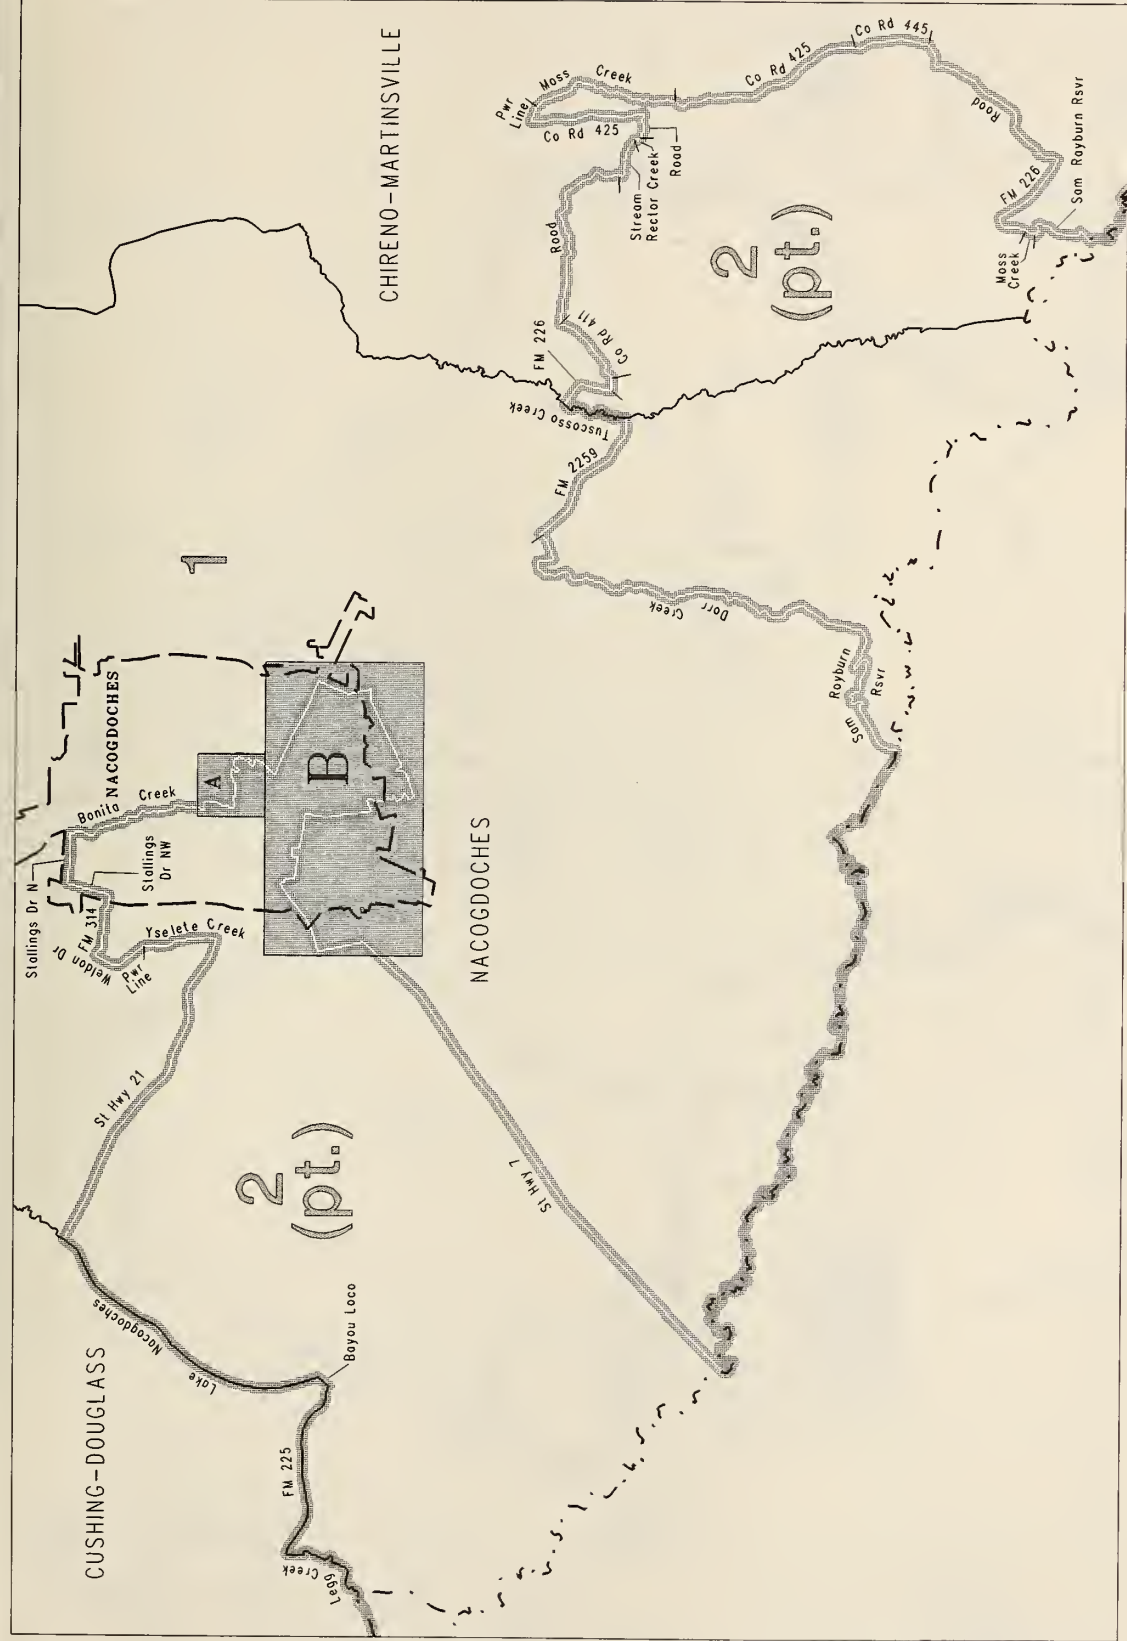 CHIRENO-MARTINSVILLE
Pwr
Line
Moss Creek
Co Rd 425
Co Rd 425
Co Rd 445
Road
Stream
Rector Creek
Road
Road
FM 226
Co Rd 411
FM 226
Sam Rayburn Rsvr
Moss
Creek
2
(pt.)
Tuscosso Creek
FM 2259
Dorr Creek
Sam Rayburn
Rsvr
1
NACOGDOCHES
Bonita Creek
A
B
Stallings Dr N
Stallings
Dr NW
FM 314
Weldon Dr
Pwr
Line
Yselete Creek
NACOGDOCHES
St Hwy 21
St Hwy 7
2
(pt.)
CUSHING-DOUGLASS
Lake Nacogdoches
Bayou Loco
FM 225
Legg Creek